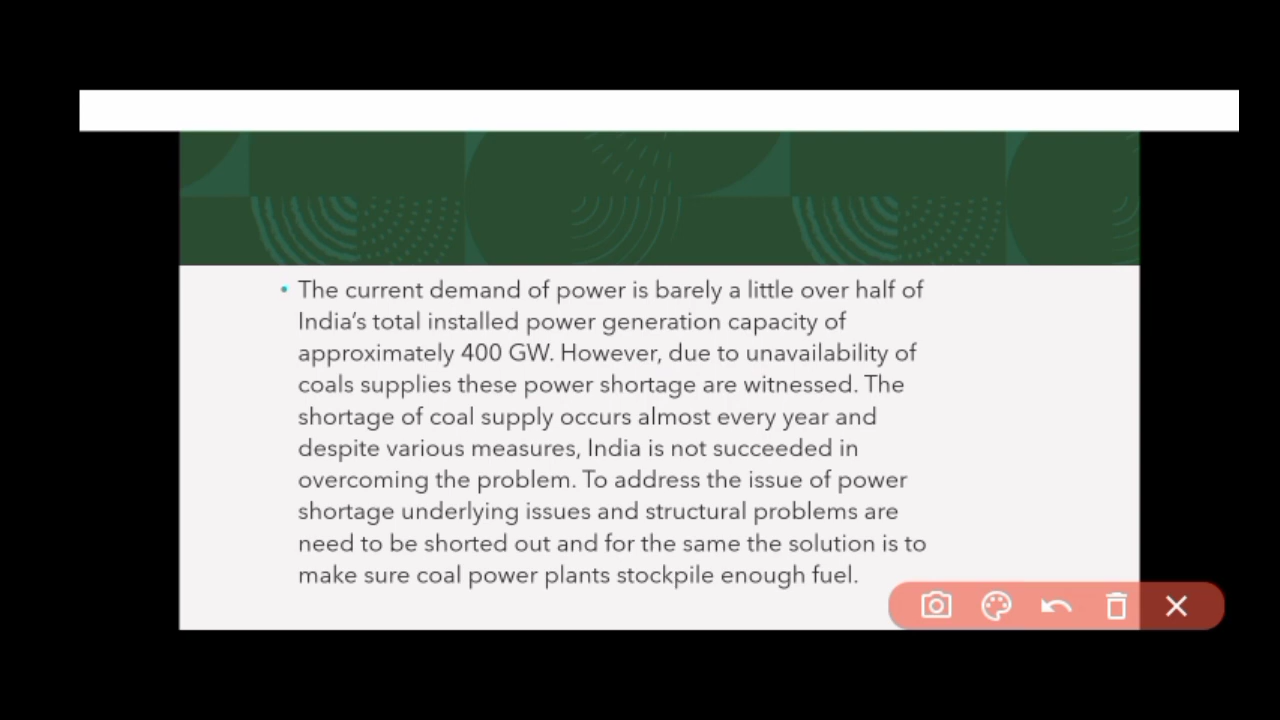 • The current demand of power is barely a little over half of
India's total installed power generation capacity of
approximately 400 GW. However, due to unavailability of
coals supplies these power shortage are witnessed. The
shortage of coal supply occurs almost every year and
despite various measures, India is not succeeded in
overcoming the problem. To address the issue of power
shortage underlying issues and structural problems are
need to be shorted out and for the same the solution is to
make sure coal power plants stockpile enough fuel.